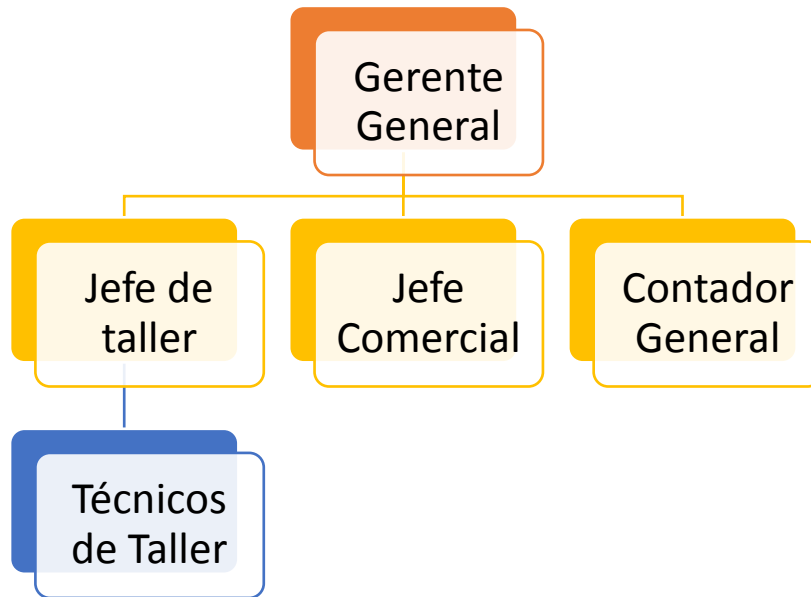 Gerente
General
Jefe de
taller
Jefe
Comercial
Contador
General
Técnicos
de Taller